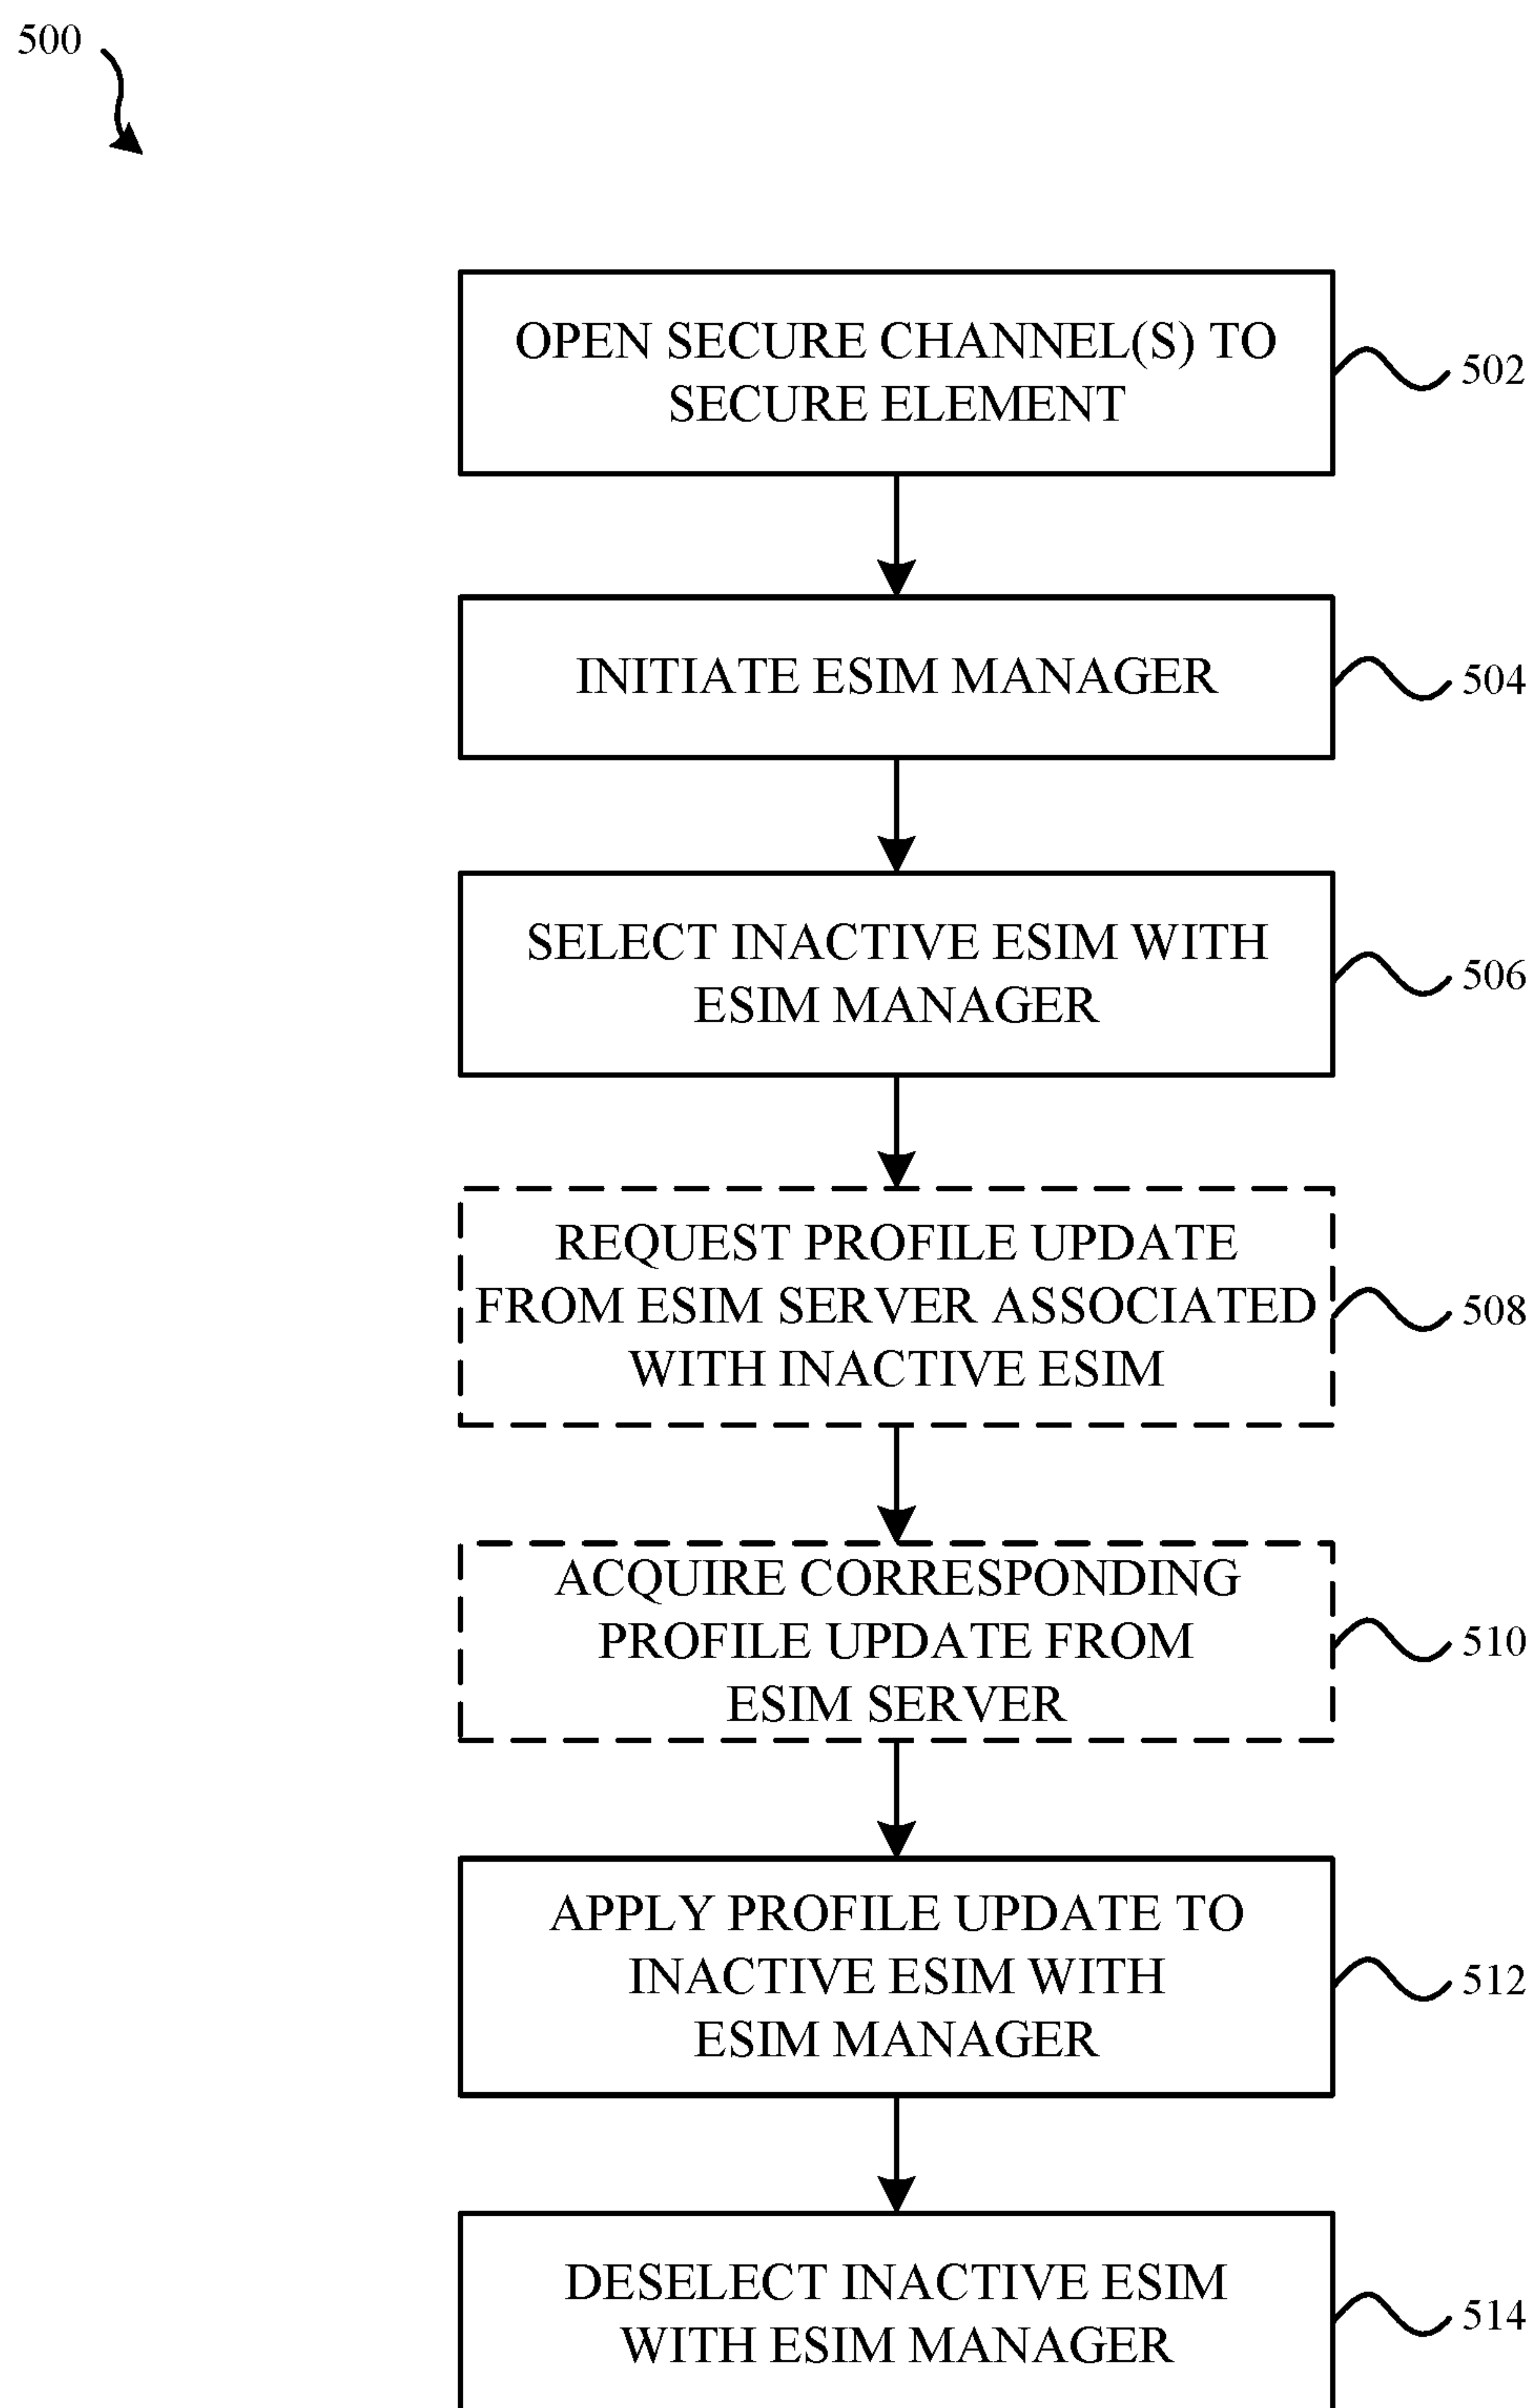 500
OPEN SECURE CHANNEL(S) TO
SECURE ELEMENT
502
INITIATE ESIM MANAGER
504
SELECT INACTIVE ESIM WITH
ESIM MANAGER
506
REQUEST PROFILE UPDATE
FROM ESIM SERVER ASSOCIATED
WITH INACTIVE ESIM
508
ACQUIRE CORRESPONDING
PROFILE UPDATE FROM
ESIM SERVER
510
APPLY PROFILE UPDATE TO
INACTIVE ESIM WITH
ESIM MANAGER
512
DESELECT INACTIVE ESIM
WITH ESIM MANAGER
514